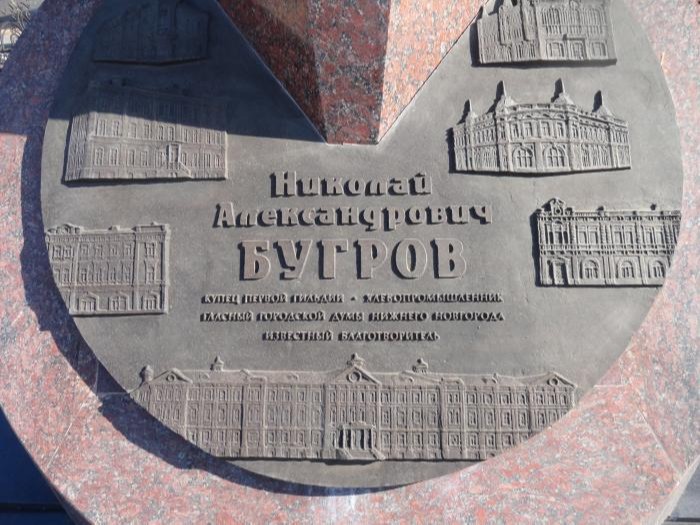 Николай
Александрович
БУГРОВ
КУПЕЦ ПЕРВОЙ ГИЛЬДИИ · ХЛЕБОПРОМЫШЛЕННИК
ГЛАСНЫЙ ГОРОДСКОЙ ДУМЫ НИЖНЕГО НОВГОРОДА
ИЗВЕСТНЫЙ БЛАГОТВОРИТЕЛЬ